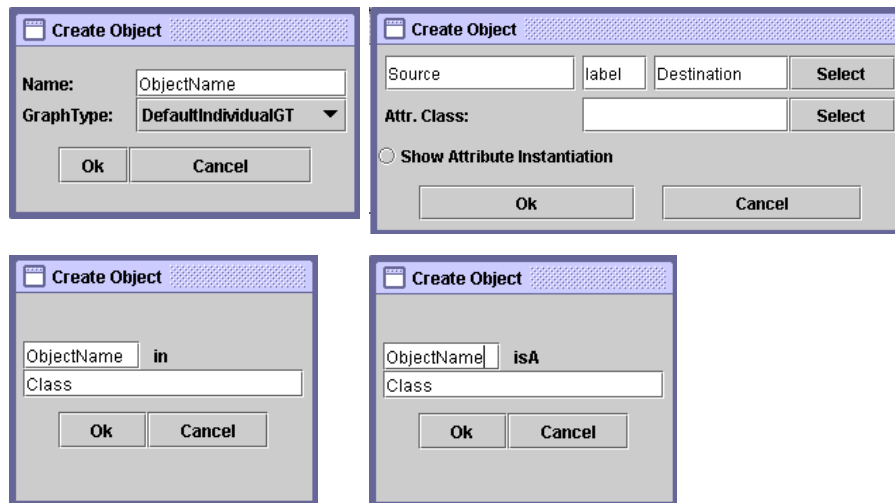 Create Object
Name: ObjectName
GraphType: DefaultIndividualGT
Ok Cancel
Create Object
Source label Destination Select
Attr. Class: Select
Show Attribute Instantiation
Ok Cancel
Create Object
ObjectName in
Class
Ok Cancel
Create Object
ObjectName isA
Class
Ok Cancel